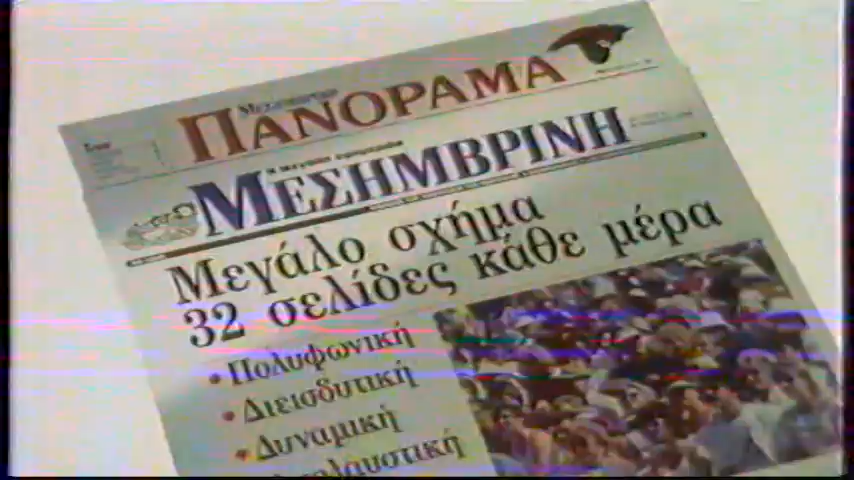 ΠΑΝΟΡΑΜΑ
ΜΕΣΗΜΒΡΙΝΗ
Μεγάλο σχήμα
32 σελίδες κάθε μέρα
• Πολυφωνική
• Διεισδυτική
• Δυναμική